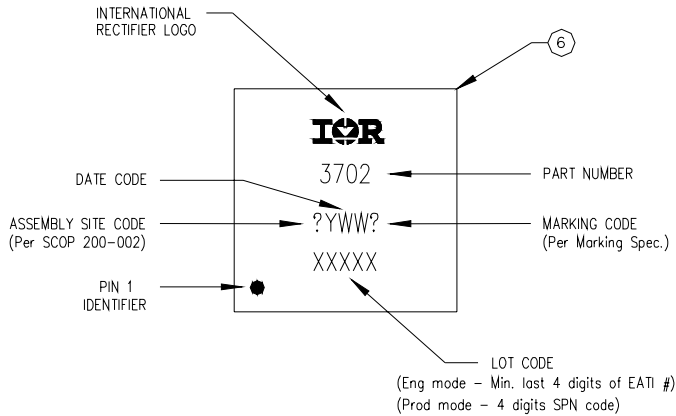 INTERNATIONAL
RECTIFIER LOGO
6
IOR
3702
PART NUMBER
DATE CODE
ASSEMBLY SITE CODE
(Per SCOP 200-002)
?YWW?
MARKING CODE
(Per Marking Spec.)
XXXXX
PIN 1
IDENTIFIER
LOT CODE
(Eng mode - Min. last 4 digits of EATI #)
(Prod mode - 4 digits SPN code)